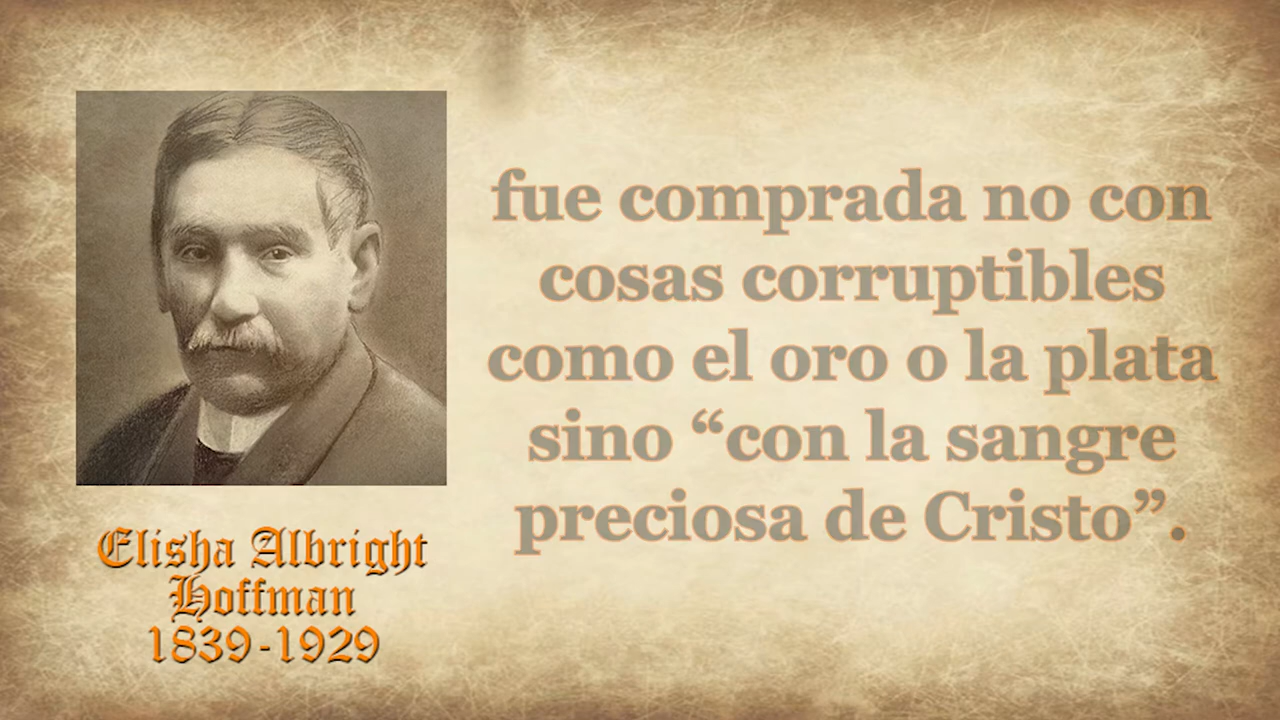 fue comprada no con
cosas corruptibles
como el oro o la plata
sino “con la sangre
preciosa de Cristo”.
Elisha Albright
Hoffman
1839-1929